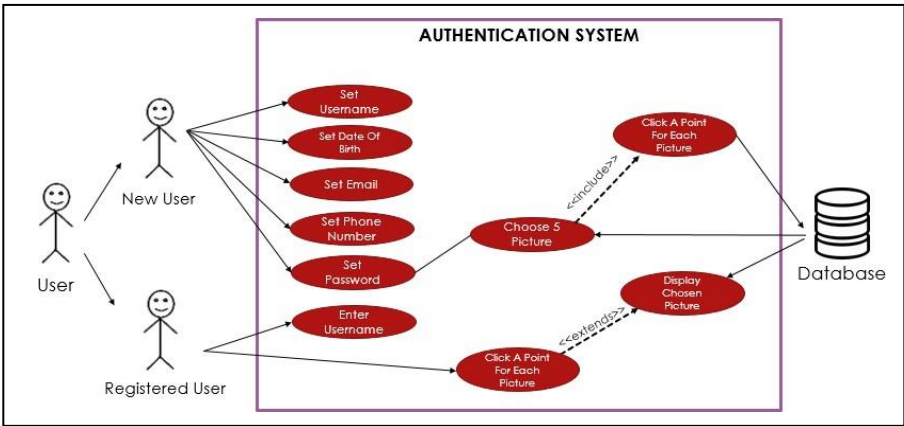 AUTHENTICATION SYSTEM
Set
Username
Set Date Of
Birth
Set Email
Set Phone
Number
Set
Password
Enter
Username
New User
User
Registered User
Click A Point
For Each
Picture
<<include>>
Choose 5
Picture
Display
Chosen
Picture
<<extends>>
Click A Point
For Each
Picture
Database